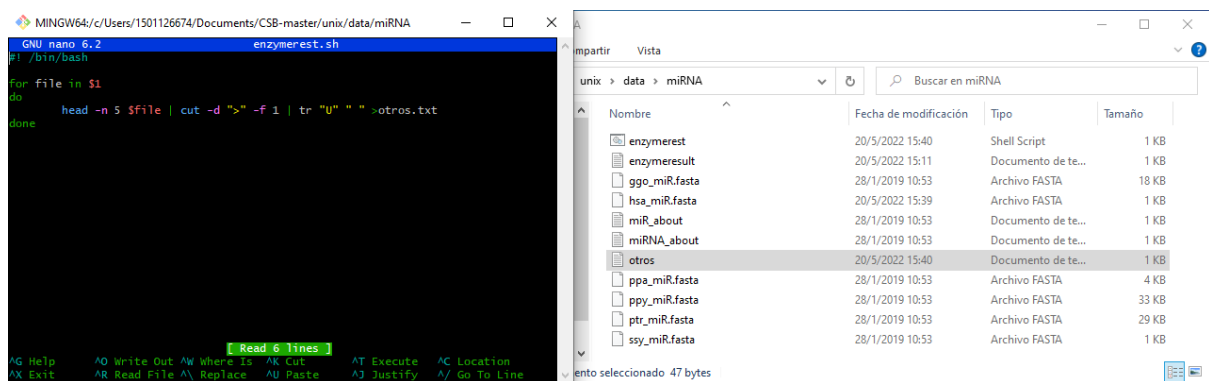 MINGW64:/c/Users/1501126674/Documents/CSB-master/unix/data/miRNA
GNU nano 6.2 enzymerest.sh
#! /bin/bash
for file in $1
do
head -n 5 $file | cut -d ">" -f 1 | tr "U" " " >otros.txt
done
[ Read 6 lines ]
^G Help ^O Write Out ^W Where Is ^K Cut ^T Execute ^C Location
^X Exit ^R Read File ^\ Replace ^U Paste ^J Justify ^/ Go To Line
A
mpartir Vista
unix > data > miRNA Buscar en miRNA
Nombre Fecha de modificación Tipo Tamaño
enzymerest 20/5/2022 15:40 Shell Script 1 KB
enzymeresult 20/5/2022 15:11 Documento de te... 1 KB
ggo_miR.fasta 28/1/2019 10:53 Archivo FASTA 18 KB
hsa_miR.fasta 20/5/2022 15:39 Archivo FASTA 1 KB
miR_about 28/1/2019 10:53 Documento de te... 1 KB
miRNA_about 28/1/2019 10:53 Documento de te... 1 KB
otros 20/5/2022 15:40 Documento de te... 1 KB
ppa_miR.fasta 28/1/2019 10:53 Archivo FASTA 4 KB
ppy_miR.fasta 28/1/2019 10:53 Archivo FASTA 33 KB
ptr_miR.fasta 28/1/2019 10:53 Archivo FASTA 29 KB
ssy_miR.fasta 28/1/2019 10:53 Archivo FASTA 1 KB
ento seleccionado 47 bytes